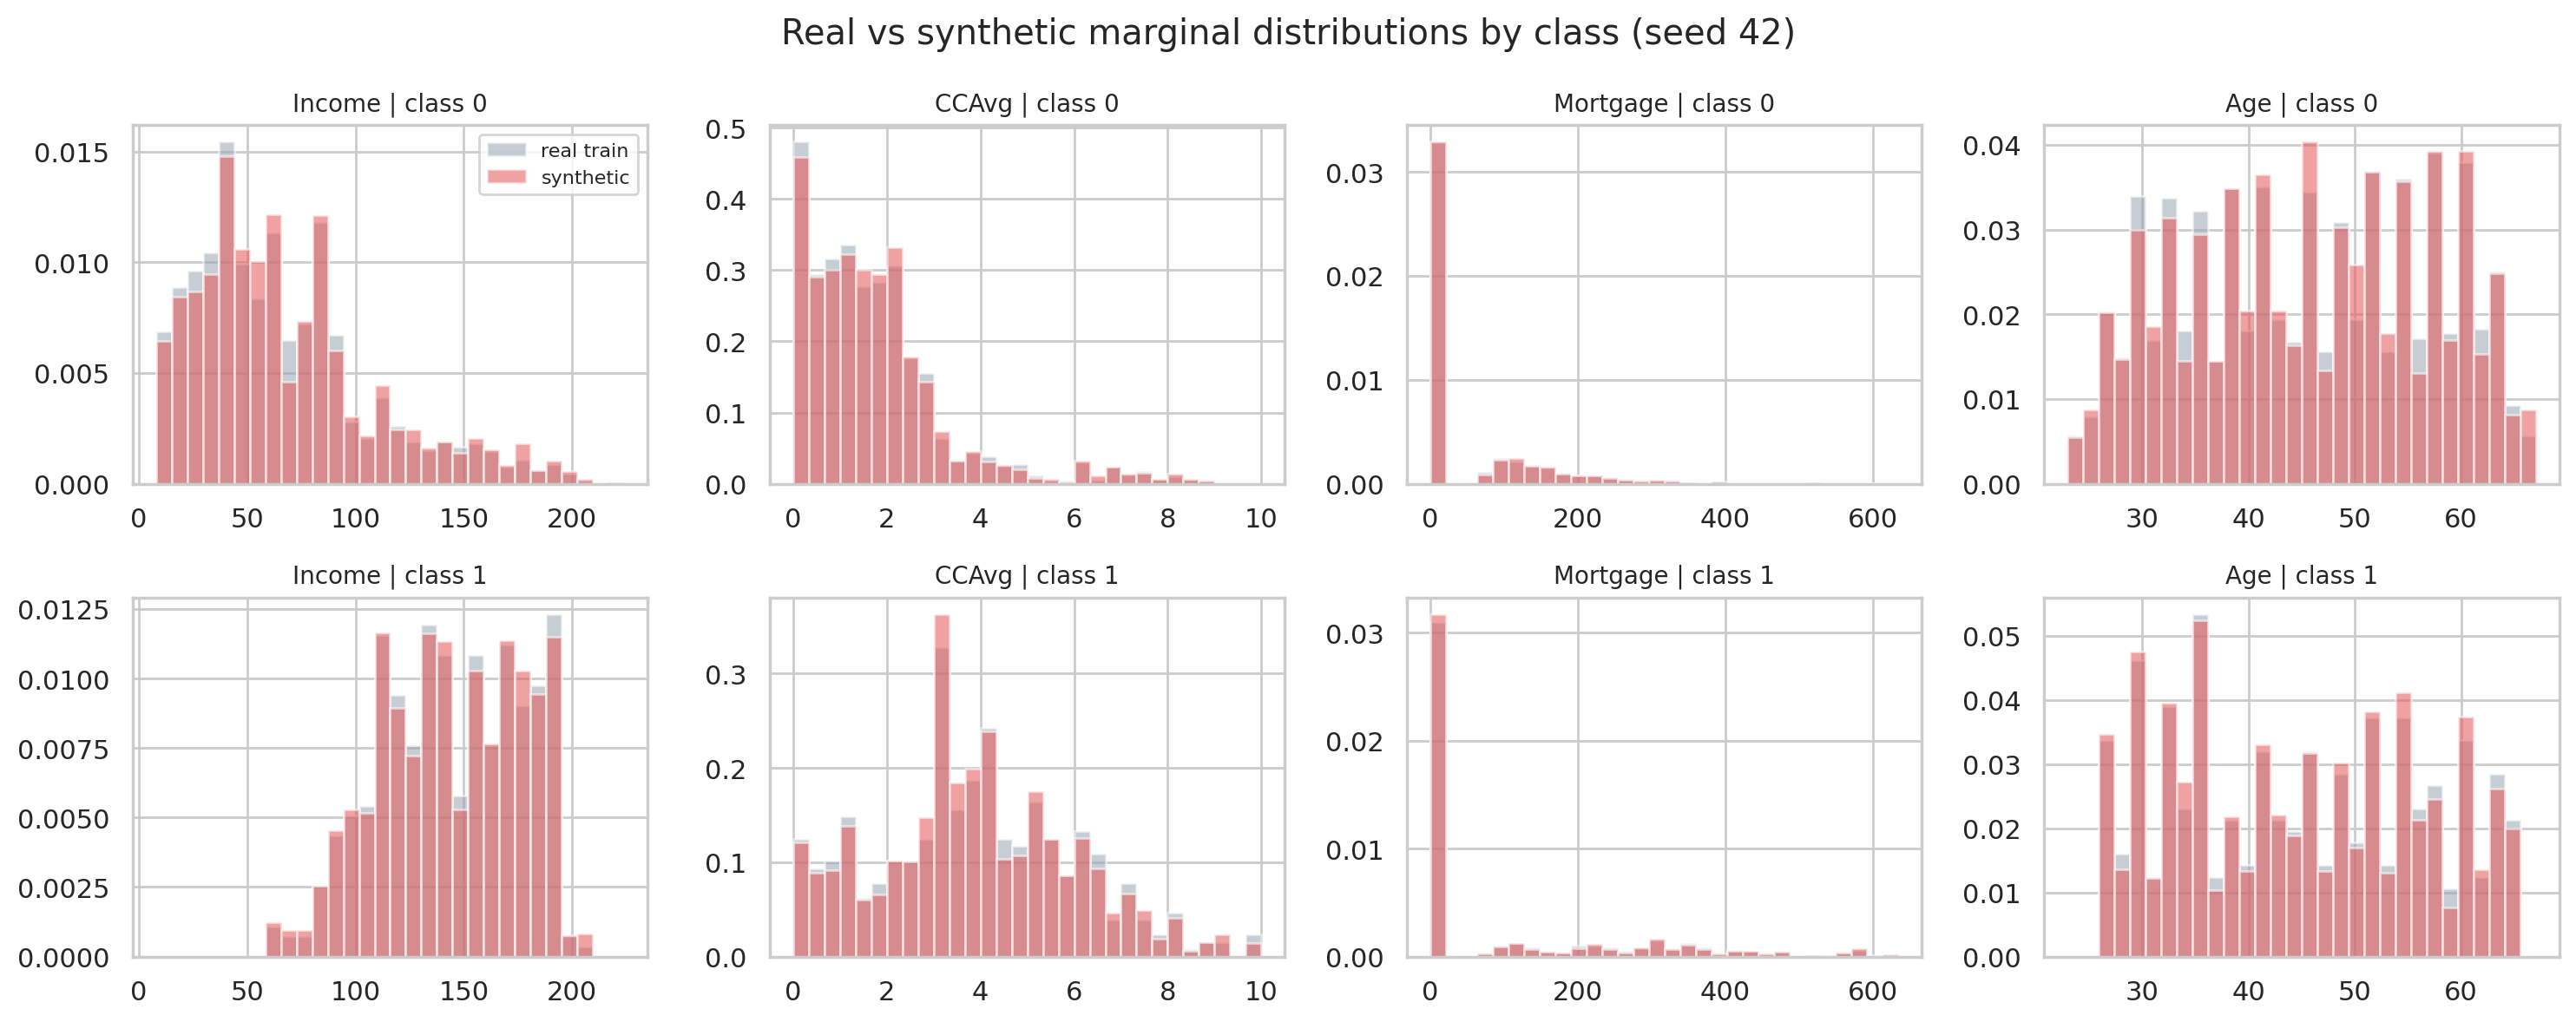 Real vs synthetic marginal distributions by class (seed 42)
Income | class 0
CCAvg | class 0
Mortgage | class 0
Age | class 0
real train
synthetic
0.015
0.010
0.005
0.000
0 50 100 150 200
0.5
0.4
0.3
0.2
0.1
0.0
0 2 4 6 8 10
0.03
0.02
0.01
0.00
0 200 400 600
0.04
0.03
0.02
0.01
0.00
30 40 50 60
Income | class 1
CCAvg | class 1
Mortgage | class 1
Age | class 1
0.0125
0.0100
0.0075
0.0050
0.0025
0.0000
0 50 100 150 200
0.3
0.2
0.1
0.0
0 2 4 6 8 10
0.03
0.02
0.01
0.00
0 200 400 600
0.05
0.04
0.03
0.02
0.01
0.00
30 40 50 60